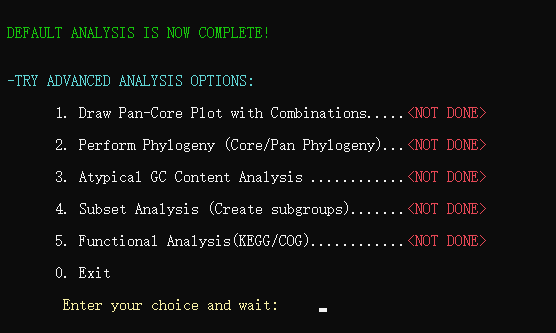 DEFAULT ANALYSIS IS NOW COMPLETE!
-TRY ADVANCED ANALYSIS OPTIONS:
1. Draw Pan-Core Plot with Combinations.....<NOT DONE>
2. Perform Phylogeny (Core/Pan Phylogeny)...<NOT DONE>
3. Atypical GC Content Analysis ............<NOT DONE>
4. Subset Analysis (Create subgroups).......<NOT DONE>
5. Functional Analysis(KEGG/COG)............<NOT DONE>
0. Exit
Enter your choice and wait: